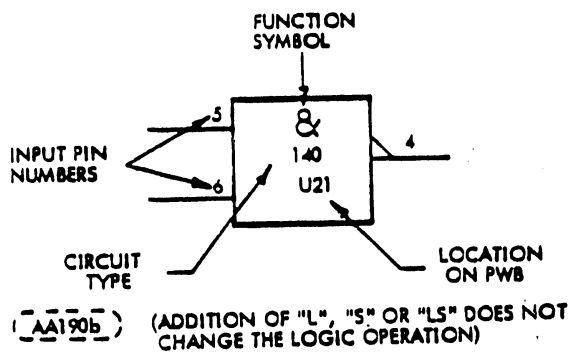 FUNCTION
SYMBOL
5
&
4
140
INPUT PIN
NUMBERS
6
U21
CIRCUIT
TYPE
LOCATION
ON PWB
AA190b
(ADDITION OF "L", "S" OR "LS" DOES NOT
CHANGE THE LOGIC OPERATION)